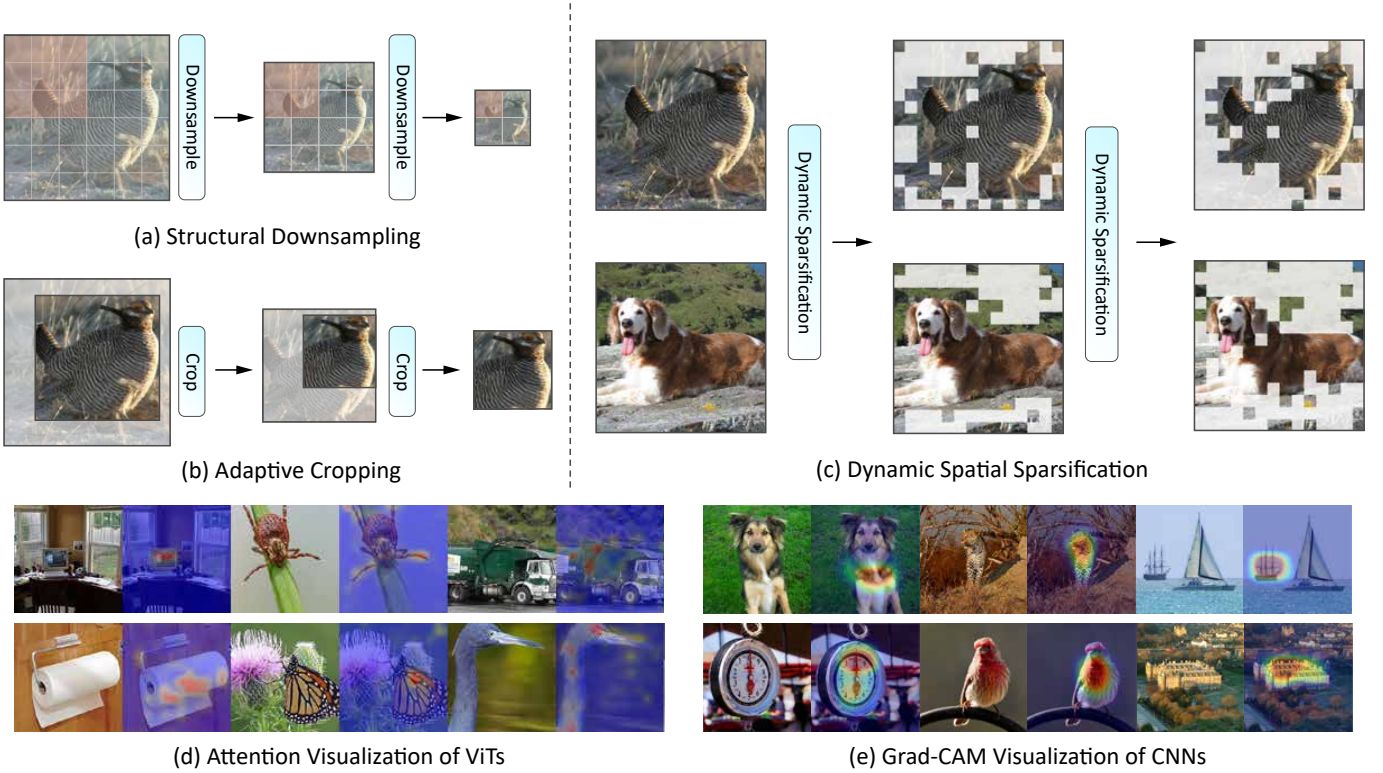 Downsample
Downsample
(a) Structural Downsampling
Crop
Crop
(b) Adaptive Cropping
Dynamic Sparsification
Dynamic Sparsification
(c) Dynamic Spatial Sparsification
(d) Attention Visualization of ViTs
(e) Grad-CAM Visualization of CNNs